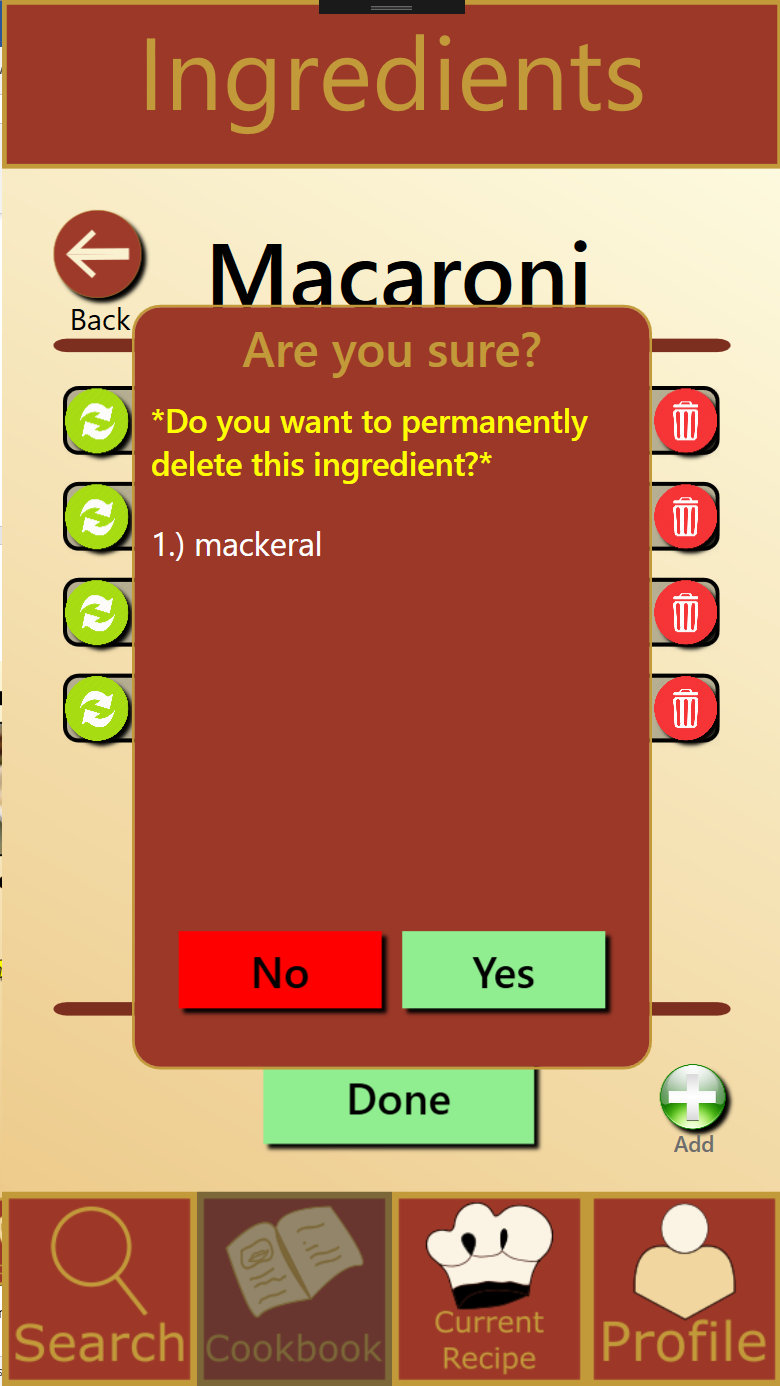 Ingredients
Macaroni
Back
Are you sure?
*Do you want to permanently
delete this ingredient?*
1.) mackeral
No
Yes
Done
Add
Search
Cookbook
Current
Recipe
Profile